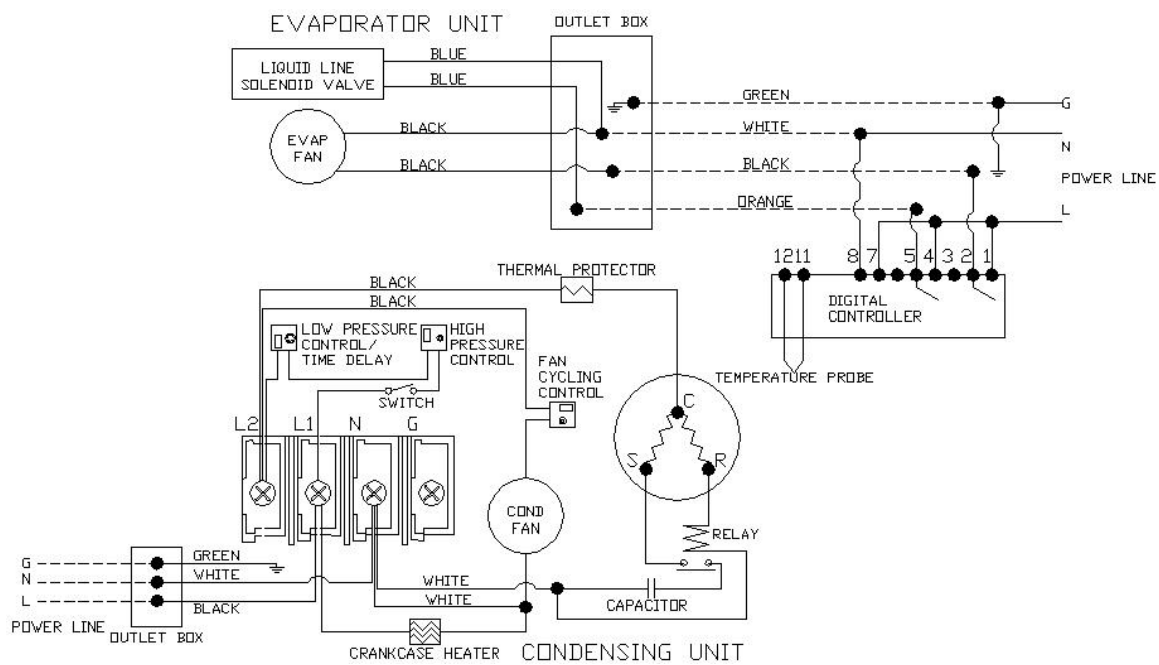 EVAPORATOR UNIT
OUTLET BOX
LIQUID LINE
SOLENOID VALVE
BLUE
BLUE
EVAP
FAN
BLACK
BLACK
GREEN
WHITE
BLACK
ORANGE
G
N
POWER LINE
L
12 11 8 7 5 4 3 2 1
DIGITAL
CONTROLLER
TEMPERATURE PROBE
THERMAL PROTECTOR
BLACK
BLACK
LOW PRESSURE
CONTROL/
TIME DELAY
HIGH
PRESSURE
CONTROL
SWITCH
FAN
CYCLING
CONTROL
L2 L1 N G
C
S R
COND
FAN
RELAY
G
N
L
POWER LINE
OUTLET BOX
GREEN
WHITE
BLACK
WHITE
WHITE
CAPACITOR
CRANKCASE HEATER
CONDENSING UNIT